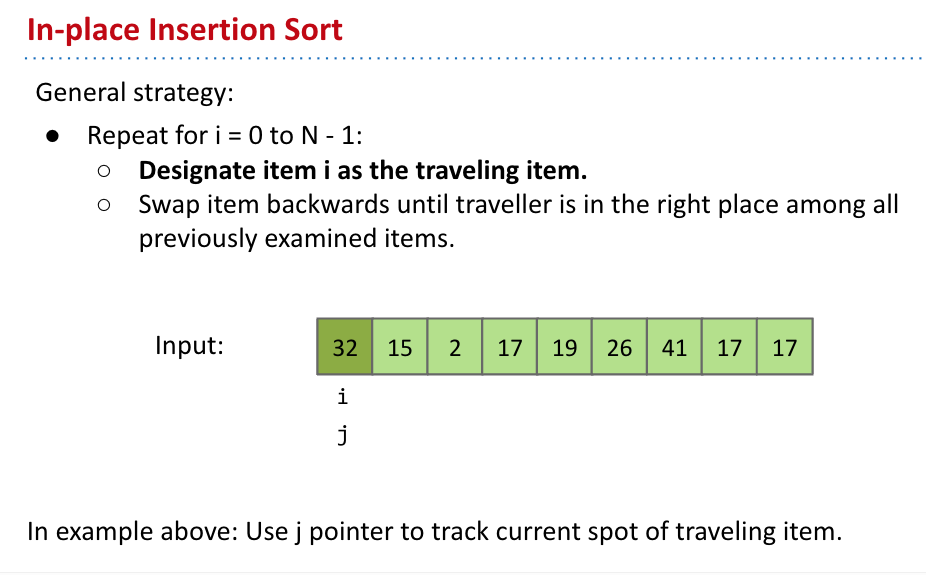 In-place Insertion Sort
General strategy:
● Repeat for i = 0 to N - 1:
○ Designate item i as the traveling item.
○ Swap item backwards until traveller is in the right place among all
previously examined items.
Input: 32 15 2 17 19 26 41 17 17
i
j
In example above: Use j pointer to track current spot of traveling item.